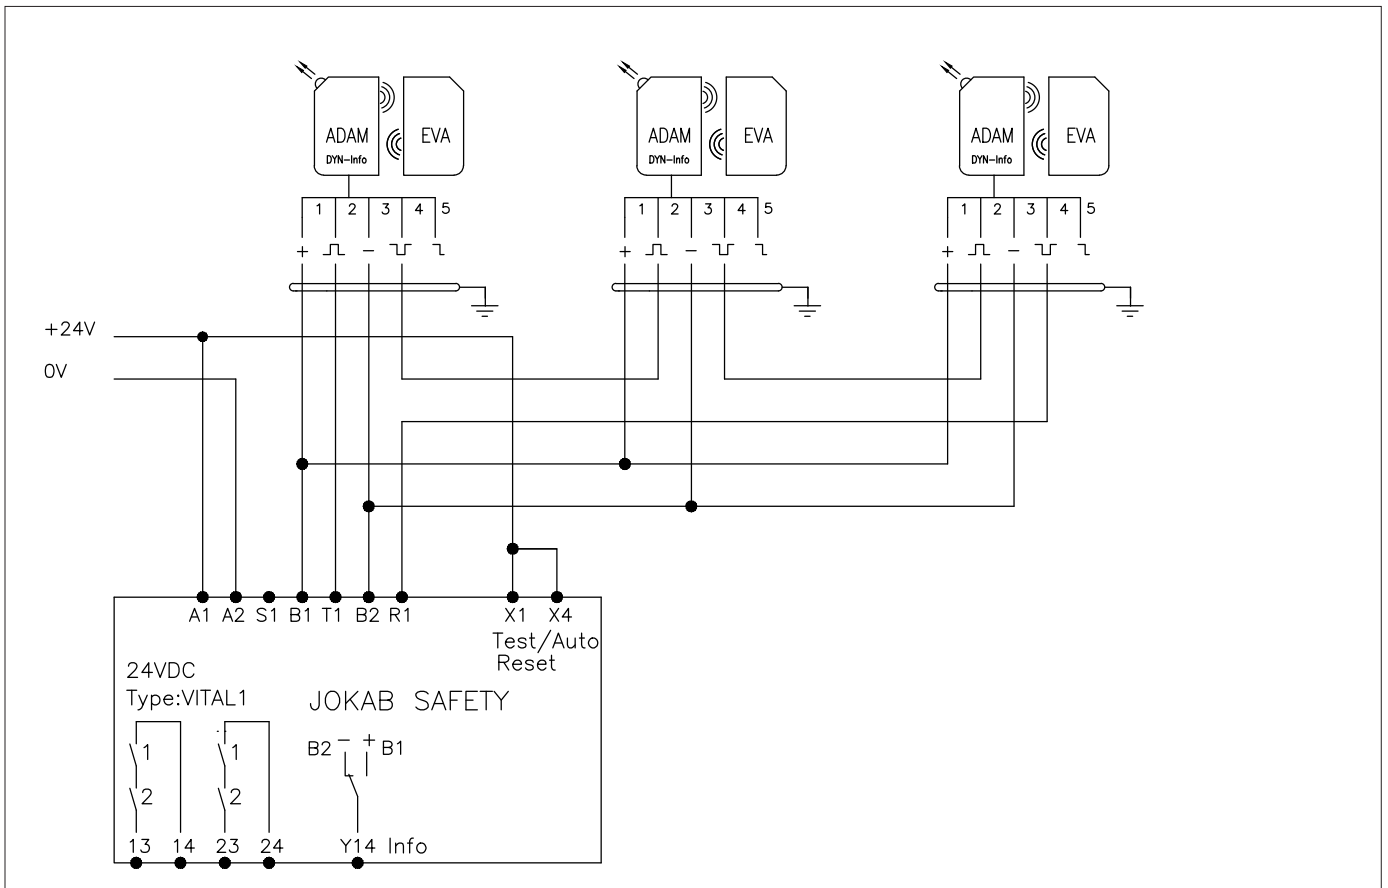 ADAM EVA ADAM EVA ADAM EVA
DYN-Info DYN-Info DYN-Info
1 2 3 4 5 1 2 3 4 5 1 2 3 4 5
+ - + - + -
+24V
0V
A1 A2 S1 B1 T1 B2 R1 X1 X4
Test/Auto
Reset
24VDC
Type:VITAL1 JOKAB SAFETY
B2 - + B1
1 1
2 2
13 14 23 24 Y14 Info